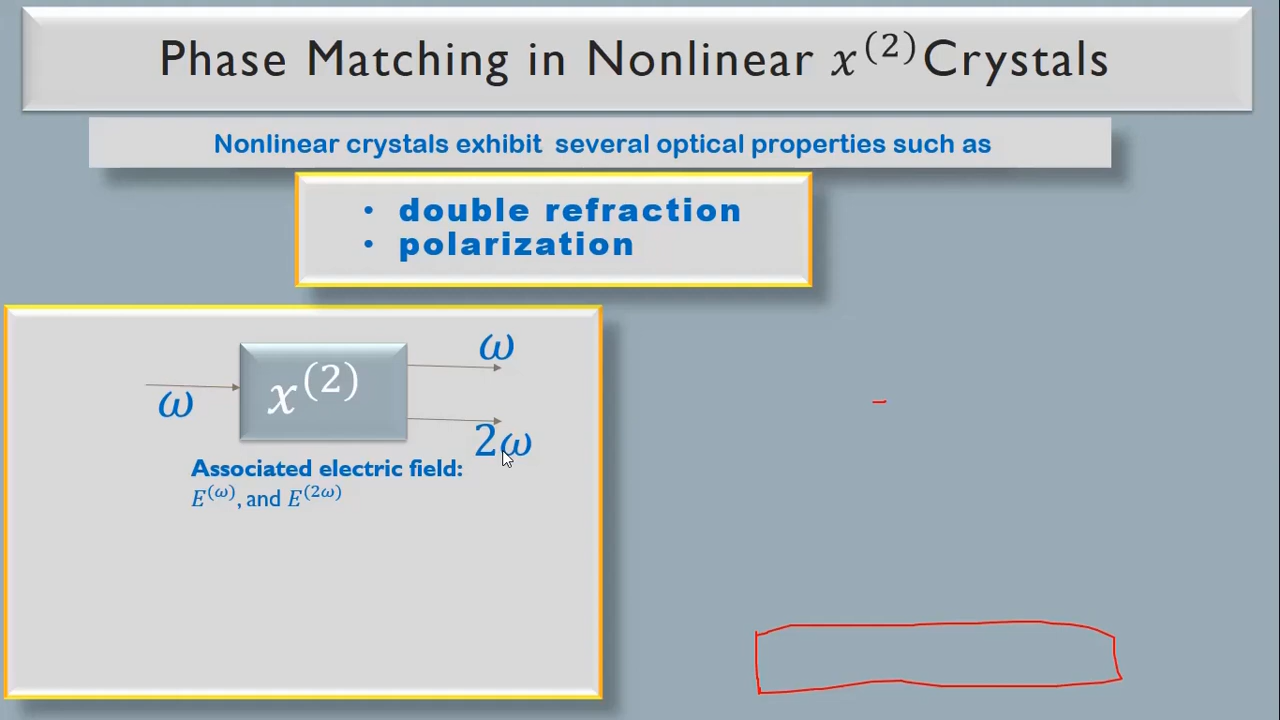 Phase Matching in Nonlinear x⁽²⁾Crystals
Nonlinear crystals exhibit several optical properties such as
• double refraction
• polarization
ω
ω
x⁽²⁾
2ω
Associated electric field:
E⁽ω⁾, and E⁽²ω⁾